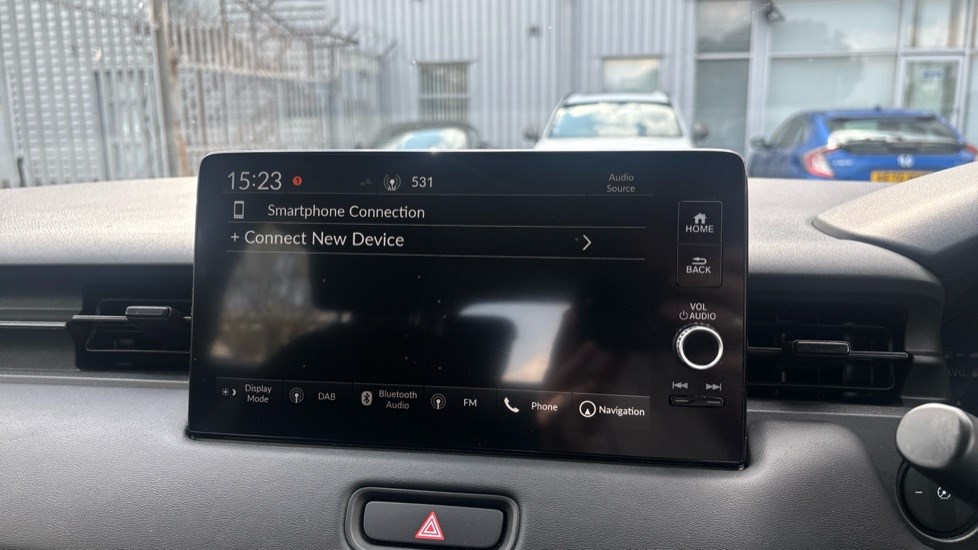 15:23 1 531 Audio
Source
Smartphone Connection
+ Connect New Device
HOME
BACK
VOL
AUDIO
Display
Mode
DAB
Bluetooth
Audio
FM
Phone
Navigation